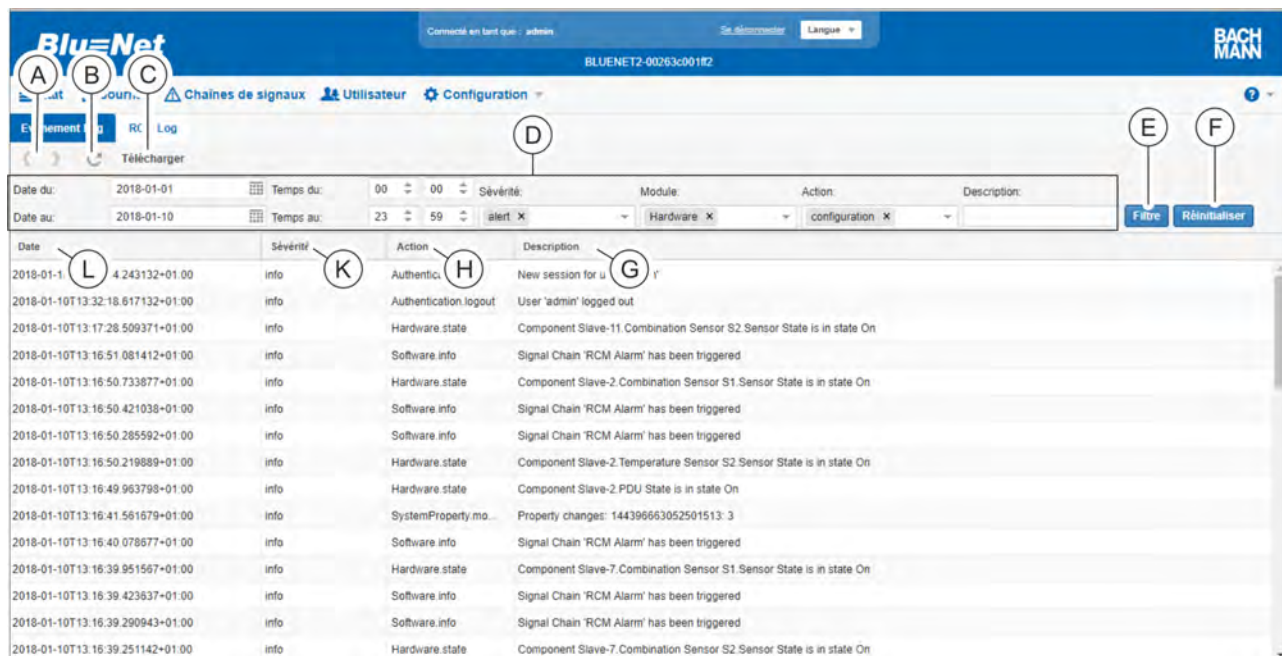 Connecté en tant que : admin Se déconnecter Langue
Blu=Net
BACH
MANN
BLUENET2-00263c001ff2
A B C
Chaînes de signaux Utilisateur Configuration ?
Log
D E F
Télécharger
Date du: 2018-01-01 Temps du: 00 00 Sévérité: Module: Action: Description:
Date au: 2018-01-10 Temps au: 23 59 alert × Hardware × configuration × Filtre Réinitialiser
Date Sévérité Action Description
L K H G
4.243132+01:00 info New session for
2018-01-10T13:32:18.617132+01:00 info Authentication.logout User 'admin' logged out
2018-01-10T13:17:28.509371+01:00 info Hardware.state Component Slave-11.Combination Sensor S2.Sensor State is in state On
2018-01-10T13:16:51.081412+01:00 info Software.info Signal Chain 'RCM Alarm' has been triggered
2018-01-10T13:16:50.733877+01:00 info Hardware.state Component Slave-2.Combination Sensor S1.Sensor State is in state On
2018-01-10T13:16:50.421038+01:00 info Software.info Signal Chain 'RCM Alarm' has been triggered
2018-01-10T13:16:50.285592+01:00 info Software.info Signal Chain 'RCM Alarm' has been triggered
2018-01-10T13:16:50.219889+01:00 info Hardware.state Component Slave-2.Temperature Sensor S2.Sensor State is in state On
2018-01-10T13:16:49.963798+01:00 info Hardware.state Component Slave-2.PDU State is in state On
2018-01-10T13:16:41.561679+01:00 info SystemProperty.mo... Property changes: 144396663052501513: 3
2018-01-10T13:16:40.078677+01:00 info Software.info Signal Chain 'RCM Alarm' has been triggered
2018-01-10T13:16:39.951567+01:00 info Hardware.state Component Slave-7.Combination Sensor S1.Sensor State is in state On
2018-01-10T13:16:39.423637+01:00 info Software.info Signal Chain 'RCM Alarm' has been triggered
2018-01-10T13:16:39.290943+01:00 info Software.info Signal Chain 'RCM Alarm' has been triggered
2018-01-10T13:16:39.251142+01:00 info Hardware.state Component Slave-7.Combination Sensor S2.Sensor State is in state On